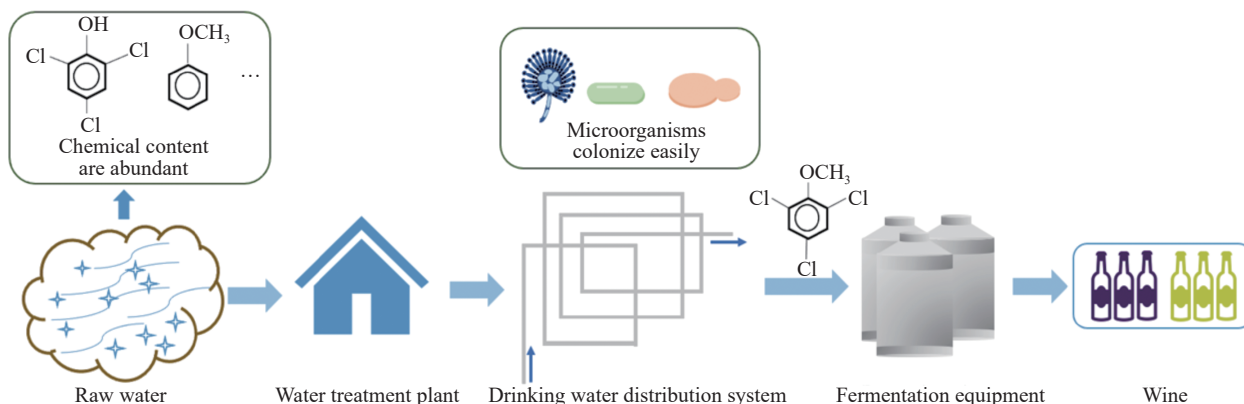 OH
Cl
Cl
Cl
OCH₃
...
Chemical content
are abundant
Microorganisms
colonize easily
OCH₃
Cl
Cl
Cl
Raw water
Water treatment plant
Drinking water distribution system
Fermentation equipment
Wine